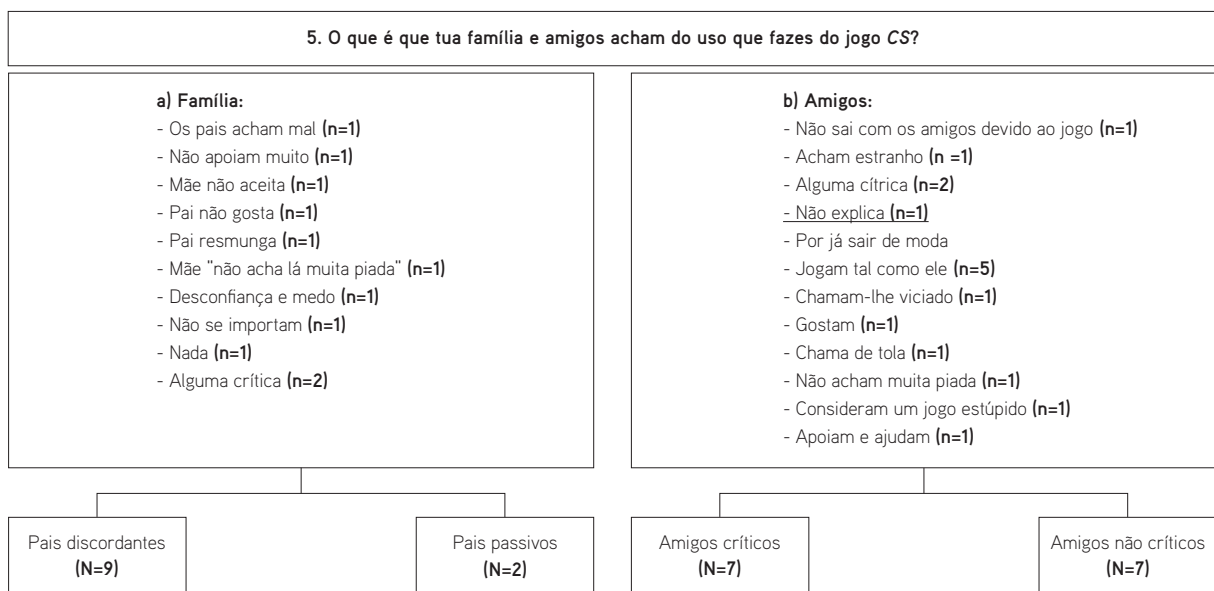 5. O que é que tua família e amigos acham do uso que fazes do jogo CS?
a) Família:
- Os pais acham mal (n=1)
- Não apoiam muito (n=1)
- Mãe não aceita (n=1)
- Pai não gosta (n=1)
- Pai resmunga (n=1)
- Mãe "não acha lá muita piada" (n=1)
- Desconfiança e medo (n=1)
- Não se importam (n=1)
- Nada (n=1)
- Alguma crítica (n=2)
b) Amigos:
- Não sai com os amigos devido ao jogo (n=1)
- Acham estranho (n =1)
- Alguma cítrica (n=2)
- Não explica (n=1)
- Por já sair de moda
- Jogam tal como ele (n=5)
- Chamam-lhe viciado (n=1)
- Gostam (n=1)
- Chama de tola (n=1)
- Não acham muita piada (n=1)
- Consideram um jogo estúpido (n=1)
- Apoiam e ajudam (n=1)
Pais discordantes
(N=9)
Pais passivos
(N=2)
Amigos críticos
(N=7)
Amigos não críticos
(N=7)